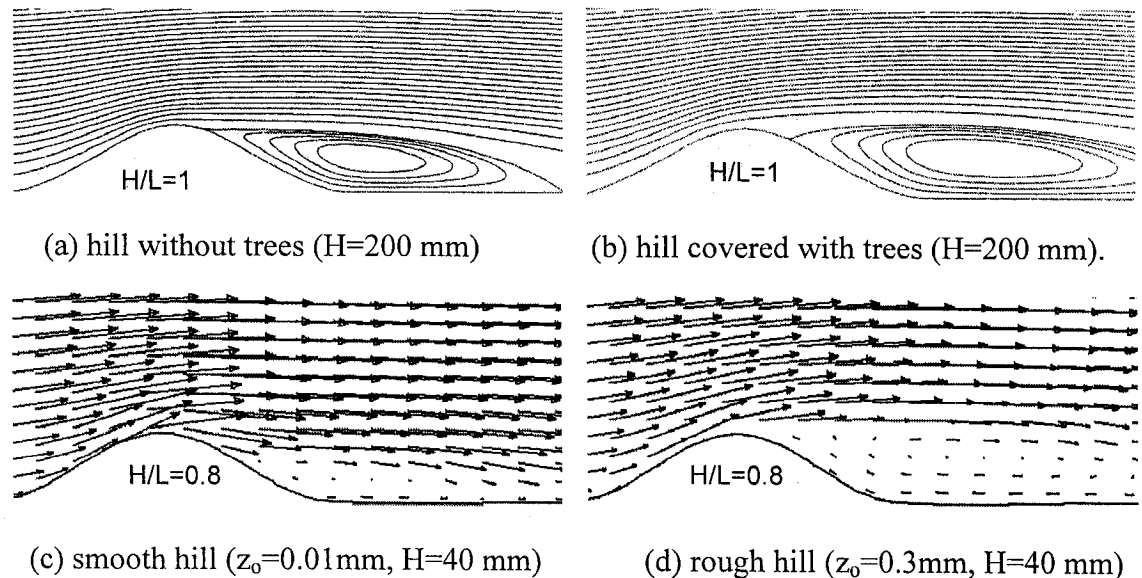 H/L=1
H/L=1
(a) hill without trees (H=200 mm)
(b) hill covered with trees (H=200 mm).
H/L=0.8
H/L=0.8
(c) smooth hill (z₀=0.01mm, H=40 mm)
(d) rough hill (z₀=0.3mm, H=40 mm)